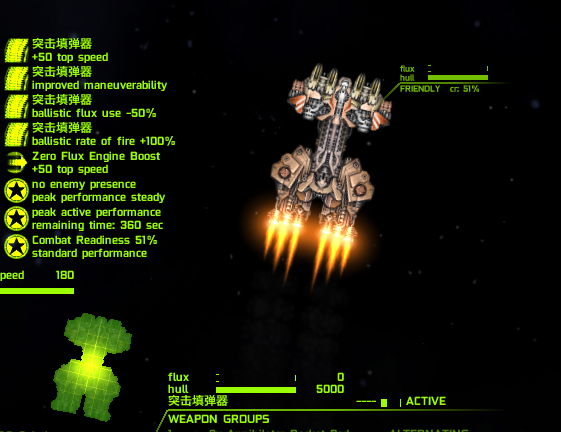 突击填弹器
+50 top speed
突击填弹器
improved maneuverability
突击填弹器
ballistic flux use -50%
突击填弹器
ballistic rate of fire +100%
Zero Flux Engine Boost
+50 top speed
no enemy presence
peak performance steady
peak active performance
remaining time: 360 sec
Combat Readiness 51%
standard performance
peed 180
flux
hull
FRIENDLY cr: 51%
flux 0
hull 5000
突击填弹器 ---- ACTIVE
WEAPON GROUPS